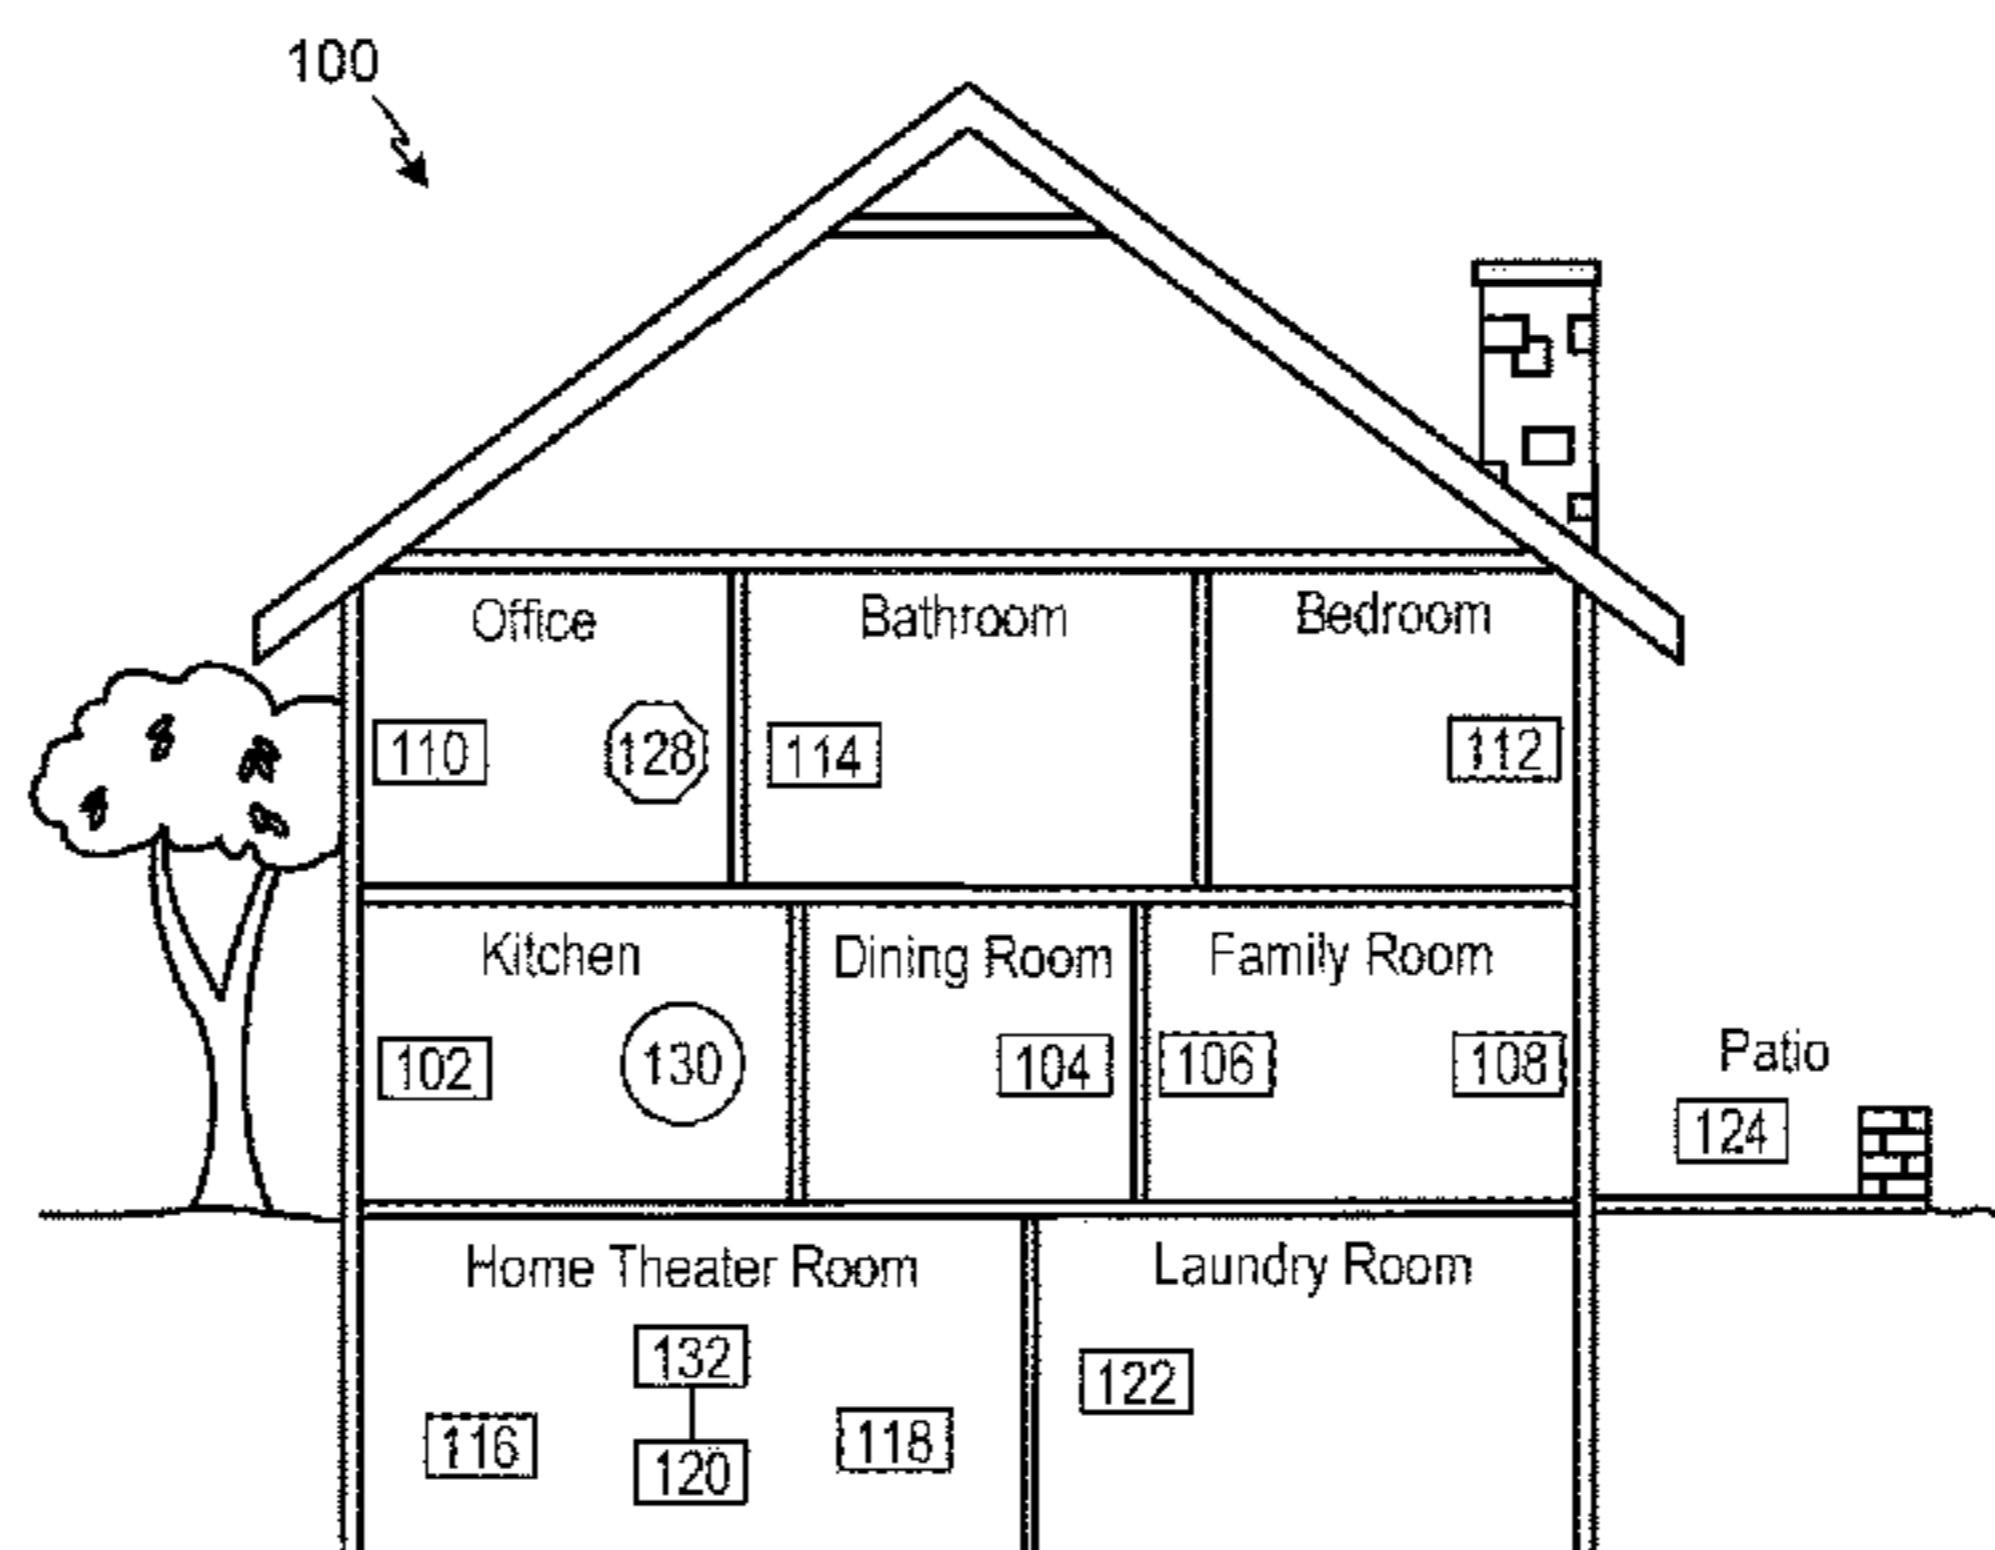 100
Office
Bathroom
Bedroom
110
128
114
112
Kitchen
Dining Room
Family Room
102
130
104
106
108
Patio
124
Home Theater Room
Laundry Room
132
122
116
120
118